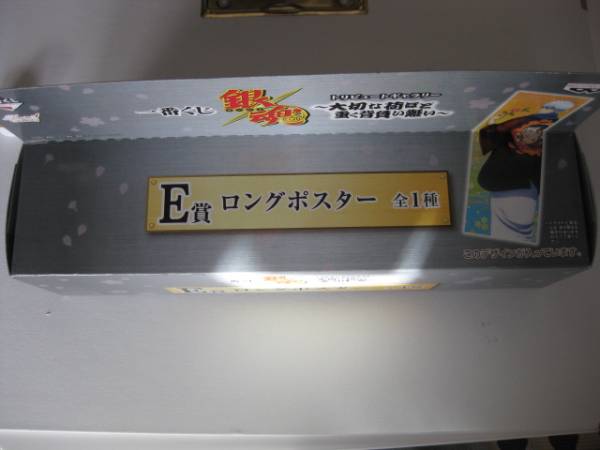 一番くじ
銀魂
トリビュートギャラリー
~大切な荷ほど
重く背負い難い~
E賞 ロングポスター 全1種
このデザインが入っています。